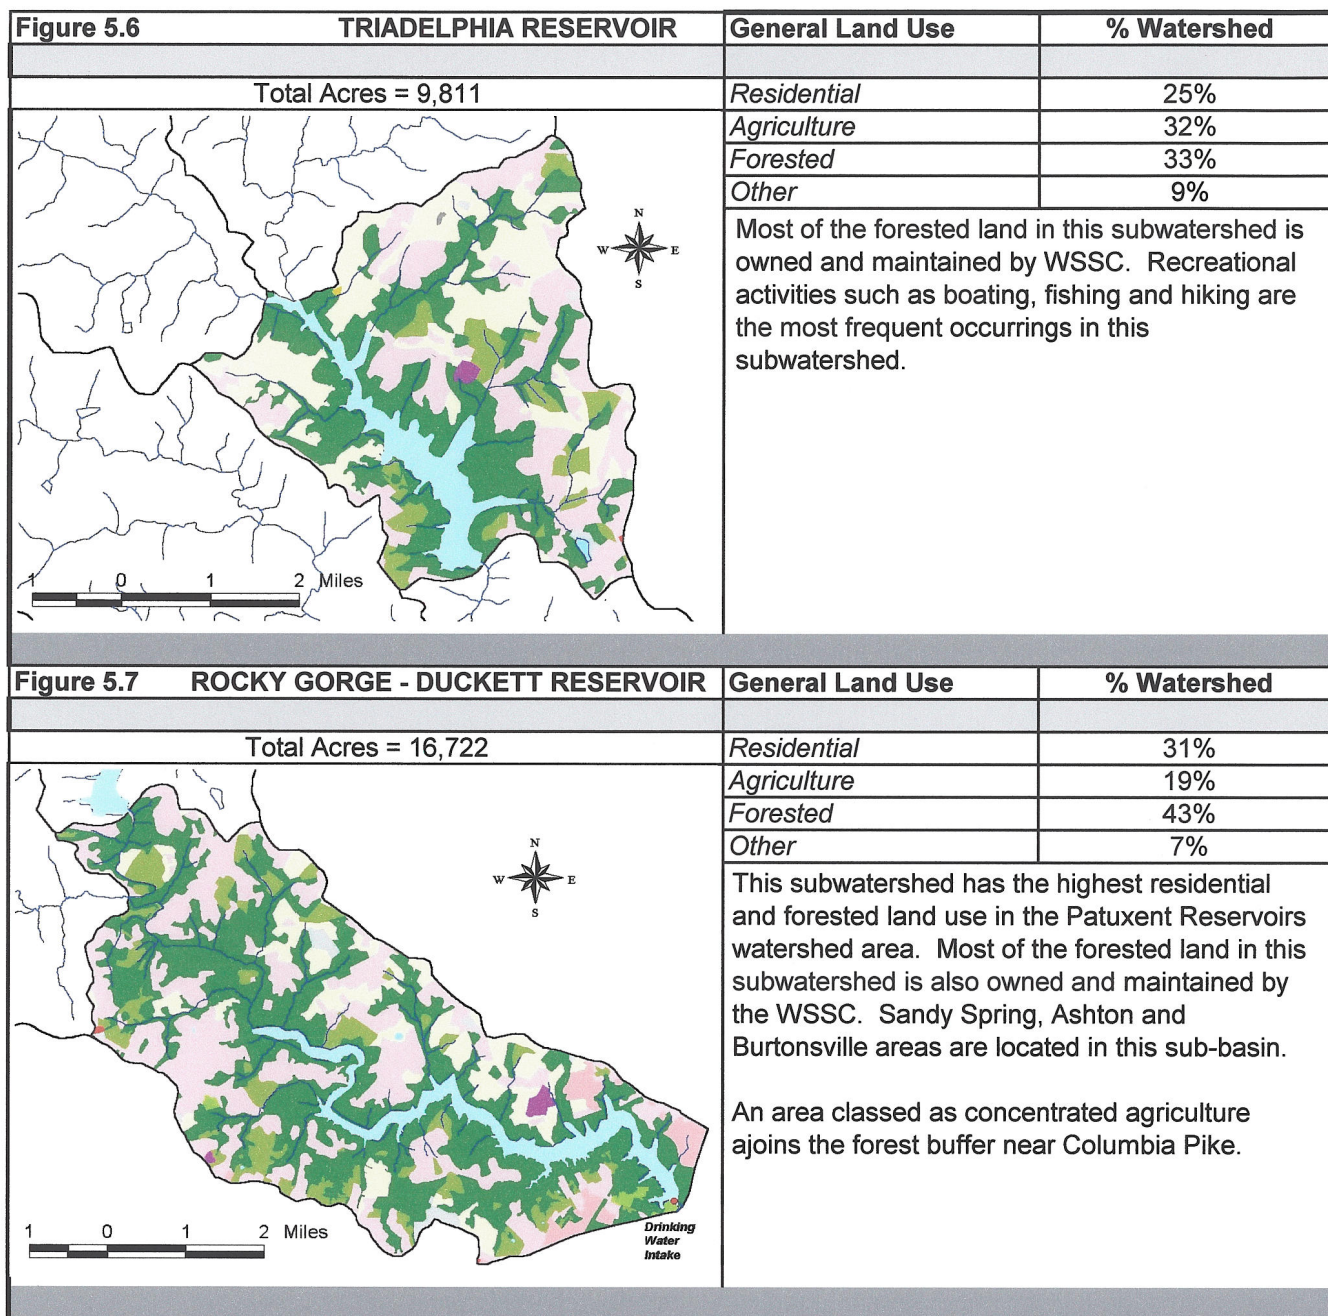 Figure 5.6 TRIADELPHIA RESERVOIR
General Land Use % Watershed
Total Acres = 9,811
Residential 25%
Agriculture 32%
Forested 33%
Other 9%
Most of the forested land in this subwatershed is
owned and maintained by WSSC. Recreational
activities such as boating, fishing and hiking are
the most frequent occurrings in this
subwatershed.
N
W E
S
1 0 1 2 Miles
Figure 5.7 ROCKY GORGE - DUCKETT RESERVOIR
General Land Use % Watershed
Total Acres = 16,722
Residential 31%
Agriculture 19%
Forested 43%
Other 7%
This subwatershed has the highest residential
and forested land use in the Patuxent Reservoirs
watershed area. Most of the forested land in this
subwatershed is also owned and maintained by
the WSSC. Sandy Spring, Ashton and
Burtonsville areas are located in this sub-basin.
An area classed as concentrated agriculture
ajoins the forest buffer near Columbia Pike.
N
W E
S
1 0 1 2 Miles
Drinking
Water
Intake